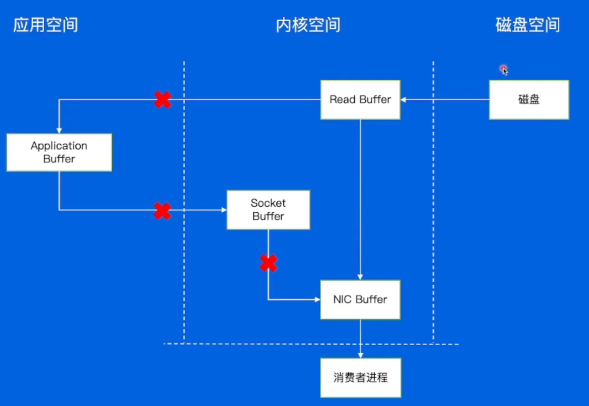 应用空间
内核空间
磁盘空间
Read Buffer
磁盘
Application
Buffer
Socket
Buffer
NIC Buffer
消费者进程